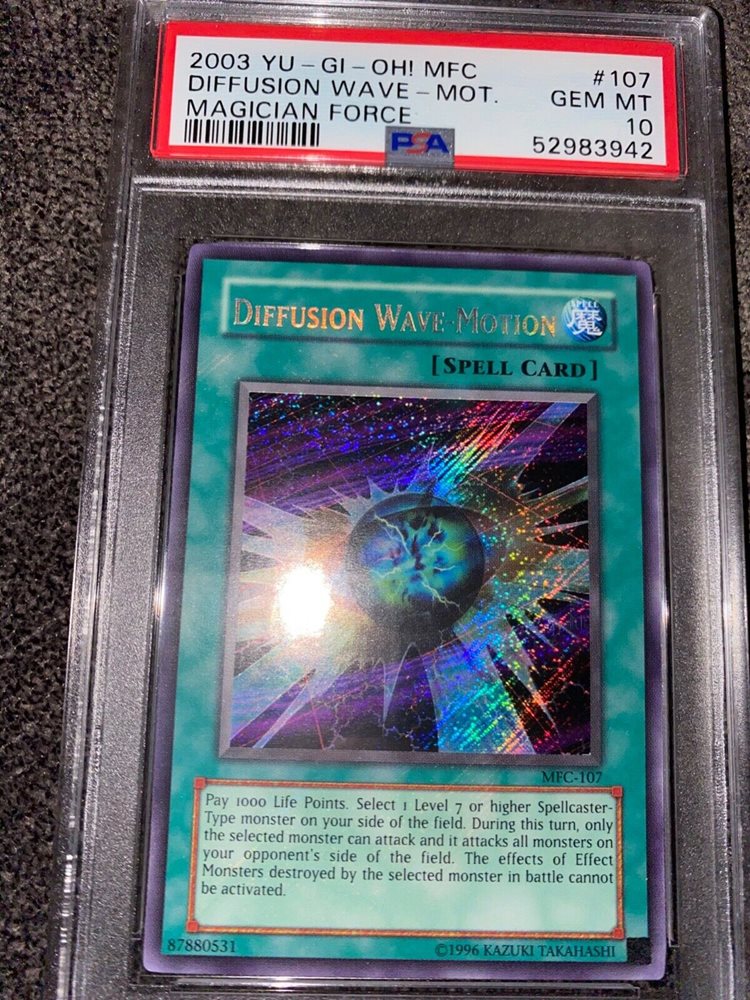 2003 YU-GI-OH! MFC #107
DIFFUSION WAVE-MOT. GEM MT
MAGICIAN FORCE 10
PSA 52983942
DIFFUSION WAVE-MOTION
SPELL
魔
[SPELL CARD]
MFC-107
Pay 1000 Life Points. Select 1 Level 7 or higher Spellcaster-
Type monster on your side of the field. During this turn, only
the selected monster can attack and it attacks all monsters on
your opponent's side of the field. The effects of Effect
Monsters destroyed by the selected monster in battle cannot
be activated.
87880531 ©1996 KAZUKI TAKAHASHI